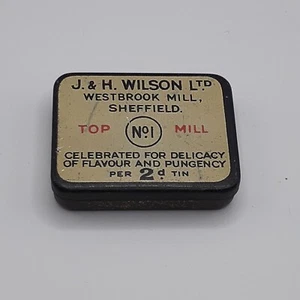 J. & H. WILSON LTD
WESTBROOK MILL,
SHEFFIELD.
TOP No1 MILL
CELEBRATED FOR DELICACY
OF FLAVOUR AND PUNGENCY
PER 2d TIN